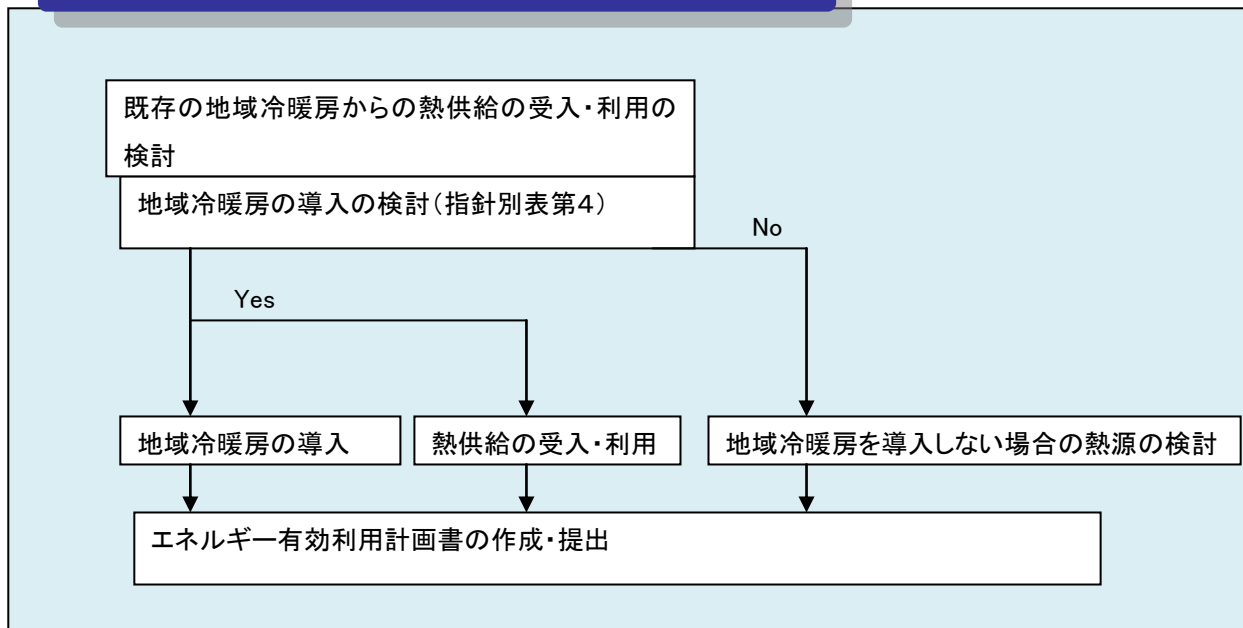 既存の地域冷暖房からの熱供給の受入・利用の
検討
地域冷暖房の導入の検討（指針別表第４）
No
Yes
地域冷暖房の導入
熱供給の受入・利用
地域冷暖房を導入しない場合の熱源の検討
エネルギー有効利用計画書の作成・提出